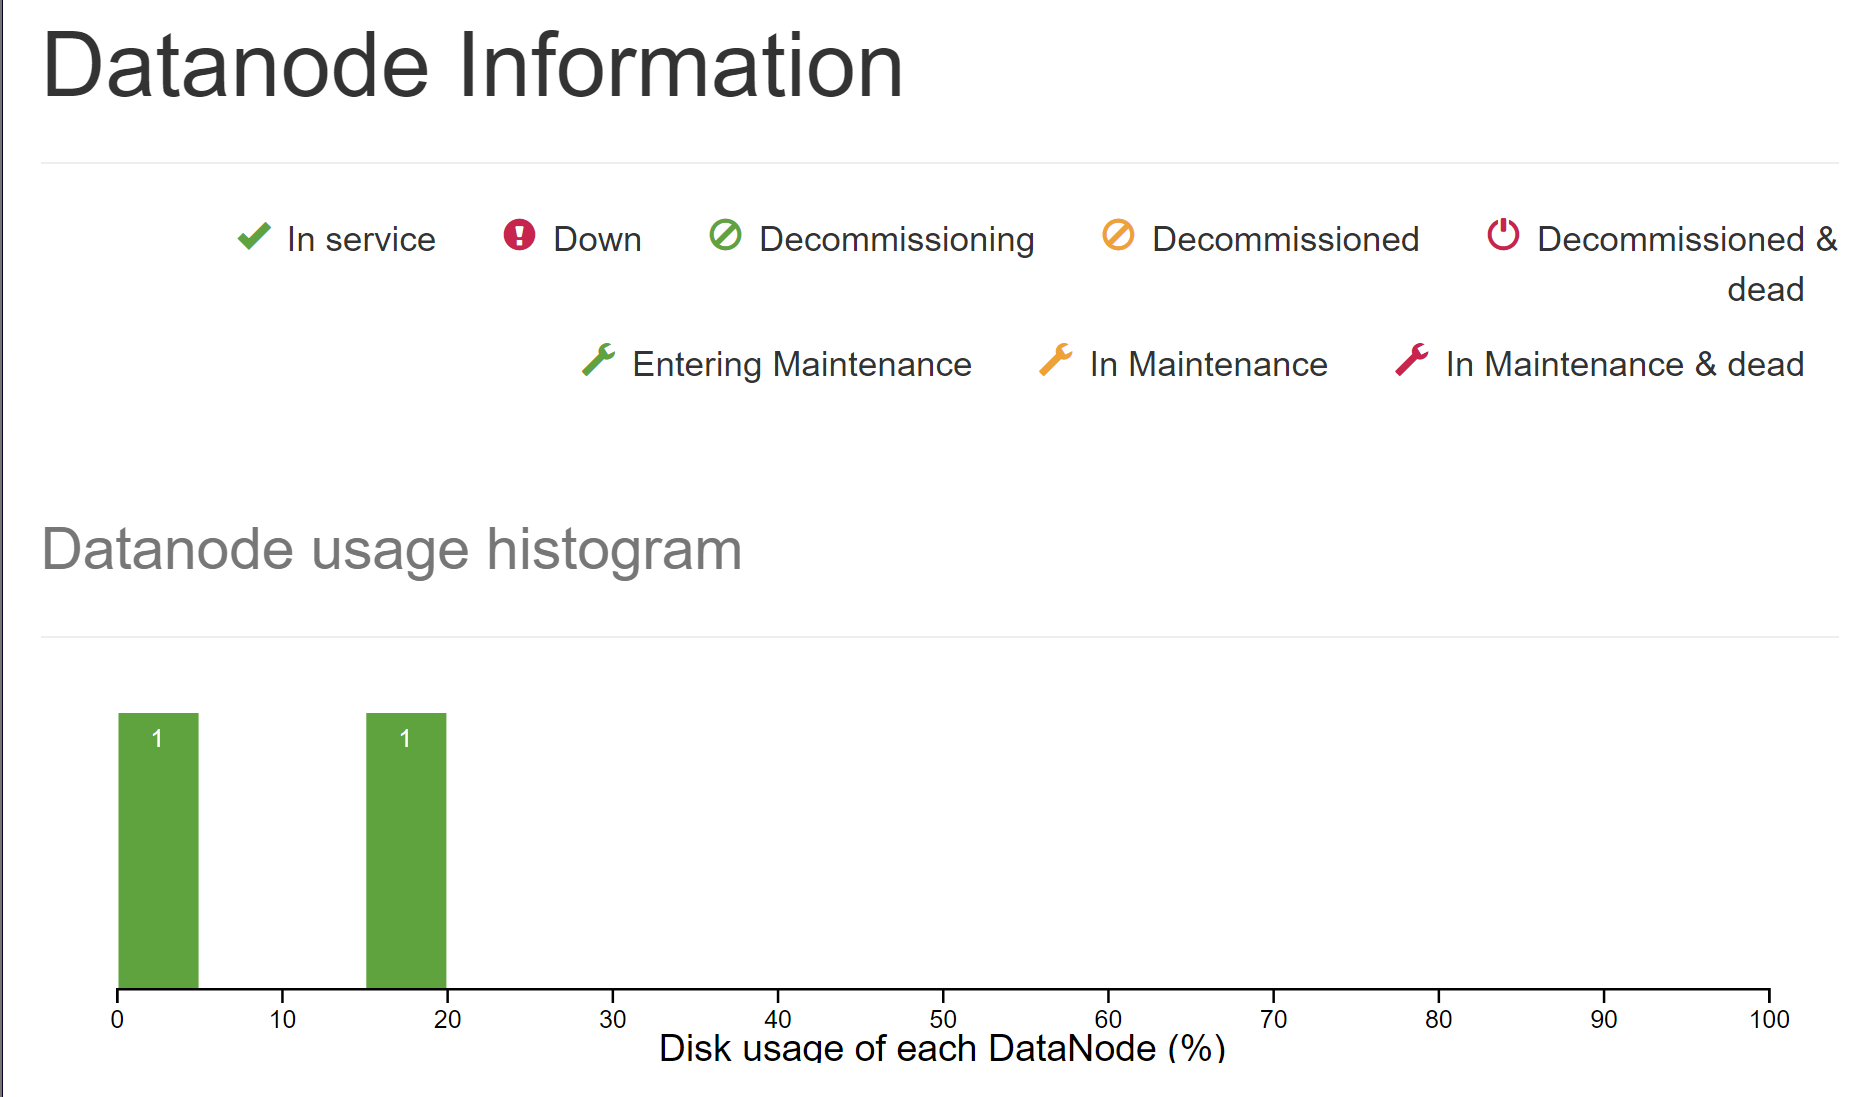 Datanode Information
In service Down Decommissioning Decommissioned Decommissioned &
dead
Entering Maintenance In Maintenance In Maintenance & dead
Datanode usage histogram
1 1
0 10 20 30 40 50 60 70 80 90 100
Disk usage of each DataNode (%)